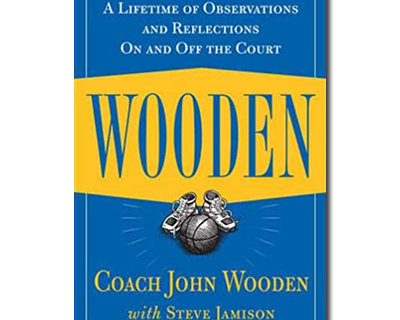 A Lifetime of Observations
and Reflections
On and Off the Court
WOODEN
Coach John Wooden
with Steve Jamison